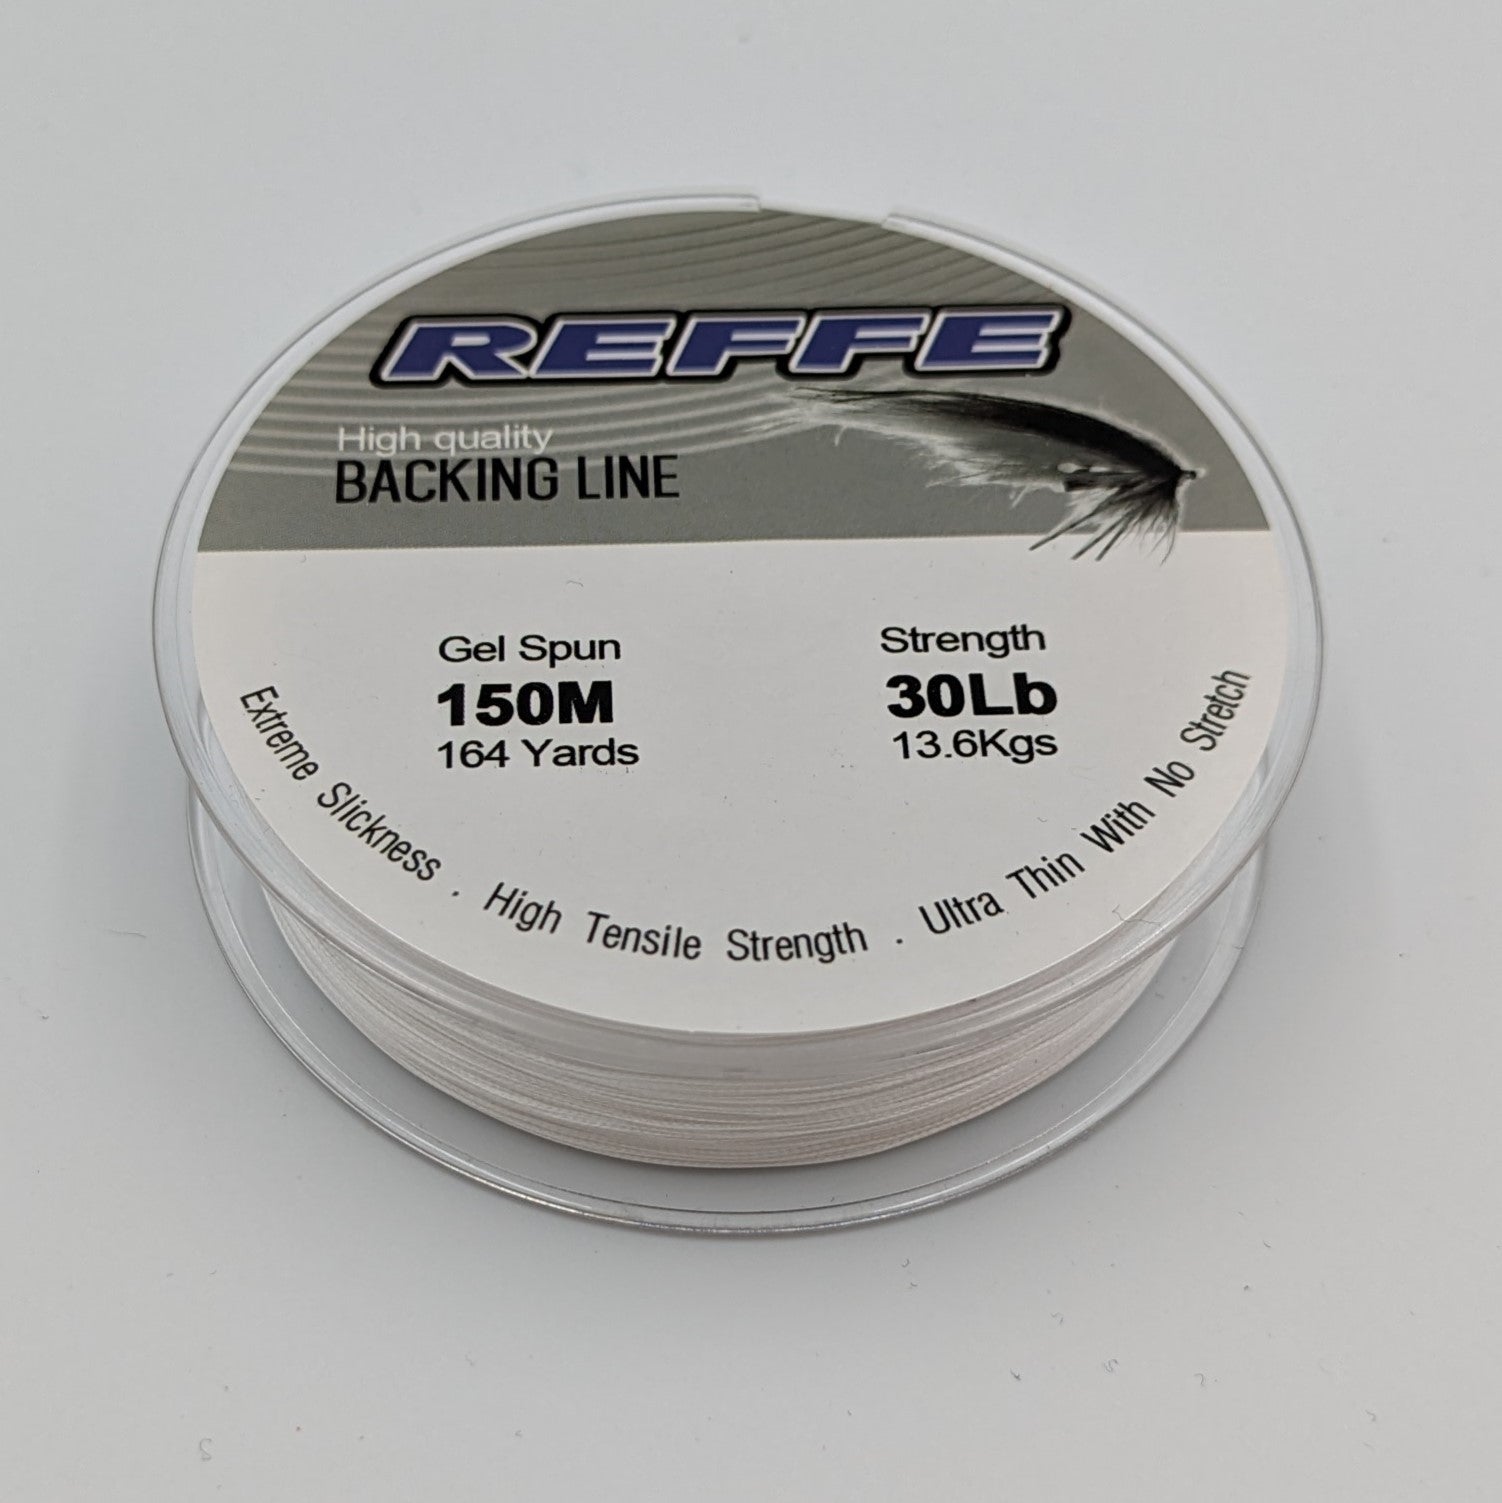 REFFE
High quality
BACKING LINE
Gel Spun
150M
164 Yards
Strength
30Lb
13.6Kgs
Extreme Slickness . High Tensile Strength . Ultra Thin With No Stretch